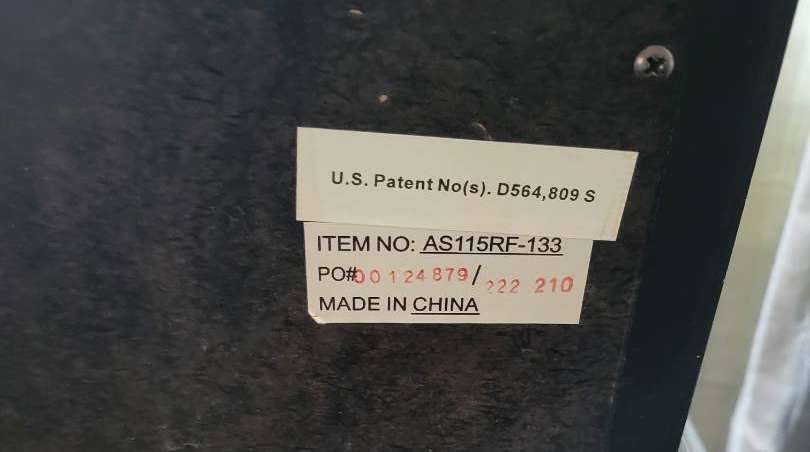 U.S. Patent No(s). D564,809 S
ITEM NO: AS115RF-133
PO#00124879/ 222 210
MADE IN CHINA